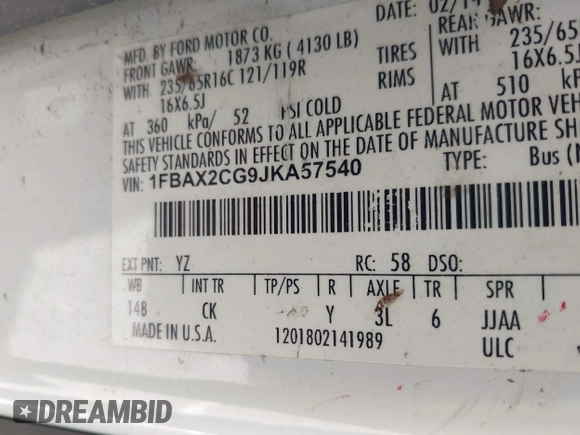 MFD. BY FORD MOTOR CO.
DATE: 02/1
FRONT GAWR: 1873 KG ( 4130 LB)
REAR GAWR:
WITH 235/65R16C 121/119R TIRES
WITH 235/65
16X6.5J RIMS
16X6.5J
AT 360 kPa/ 52 PSI COLD
AT 510 kPa
THIS VEHICLE CONFORMS TO ALL APPLICABLE FEDERAL MOTOR VEH
SAFETY STANDARDS IN EFFECT ON THE DATE OF MANUFACTURE SH
VIN: 1FBAX2CG9JKA57540
TYPE: Bus (
EXT PNT: YZ RC: 58 DSO:
WB INT TR TP/PS R AXLE TR SPR
148 CK Y 3L 6 JJAA
MADE IN U.S.A. 1201802141989 ULC
DREAMBID